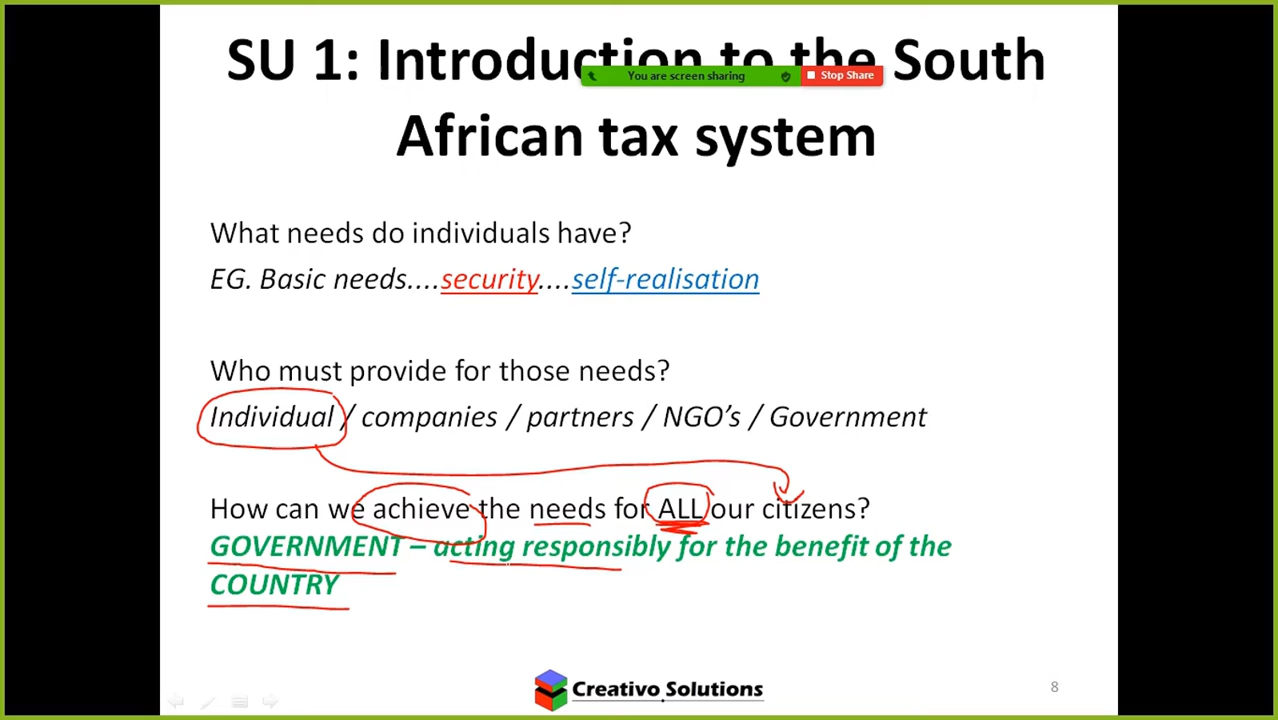 SU 1: Introduction to the South
You are screen sharing
Stop Share
African tax system
What needs do individuals have?
EG. Basic needs....security....self-realisation
Who must provide for those needs?
Individual / companies / partners / NGO’s / Government
How can we achieve the needs for ALL our citizens?
GOVERNMENT – acting responsibly for the benefit of the
COUNTRY
Creativo Solutions
8